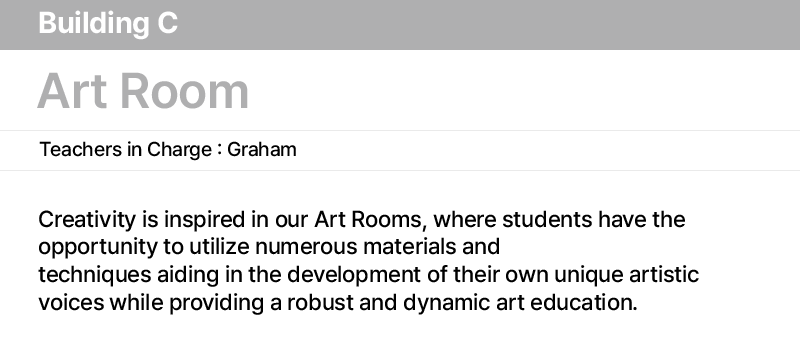 Building C
Art Room
Teachers in Charge : Graham
Creativity is inspired in our Art Rooms, where students have the
opportunity to utilize numerous materials and
techniques aiding in the development of their own unique artistic
voices while providing a robust and dynamic art education.